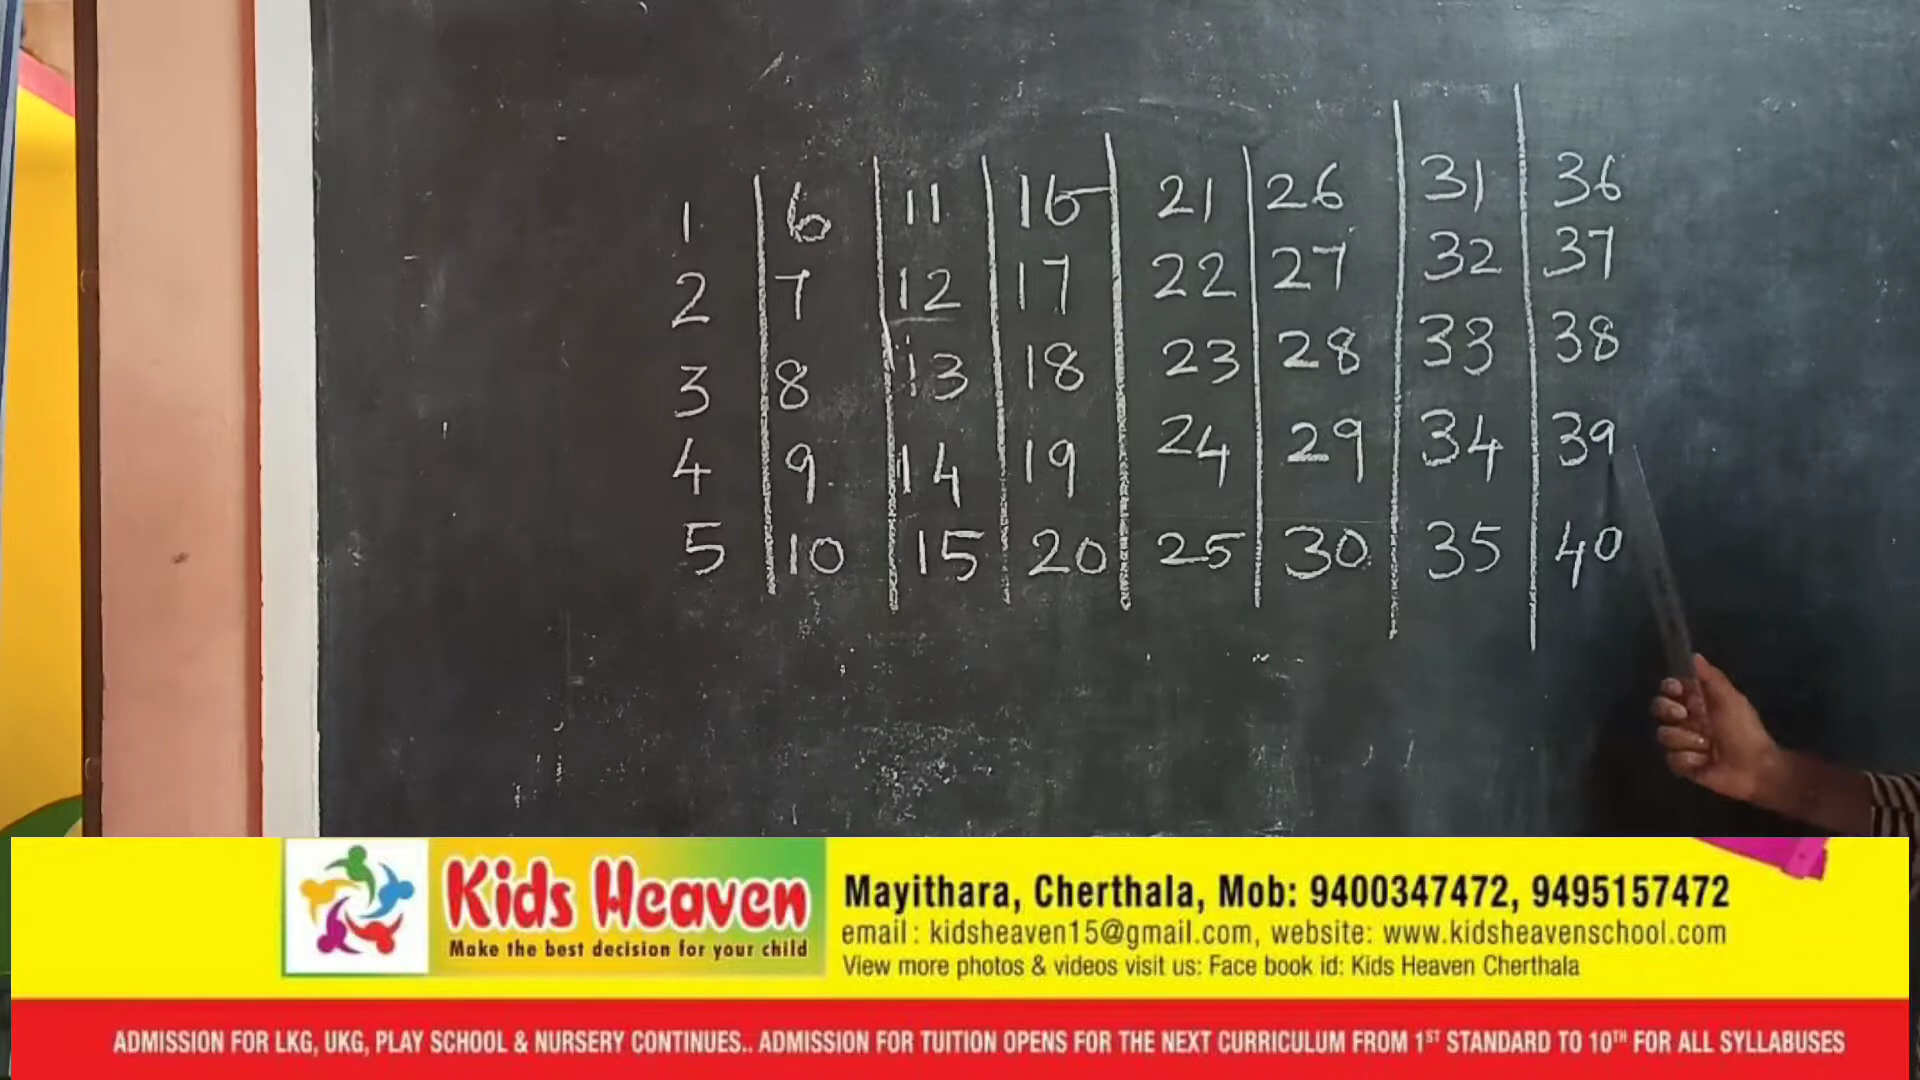 1 6 11 16 21 26 31 36
2 7 12 17 22 27 32 37
3 8 13 18 23 28 33 38
4 9 14 19 24 29 34 39
5 10 15 20 25 30 35 40
Kids Heaven
Make the best decision for your child
Mayithara, Cherthala, Mob: 9400347472, 9495157472
email : kidsheaven15@gmail.com, website: www.kidsheavenschool.com
View more photos & videos visit us: Face book id: Kids Heaven Cherthala
ADMISSION FOR LKG, UKG, PLAY SCHOOL & NURSERY CONTINUES.. ADMISSION FOR TUITION OPENS FOR THE NEXT CURRICULUM FROM 1ST STANDARD TO 10TH FOR ALL SYLLABUSES